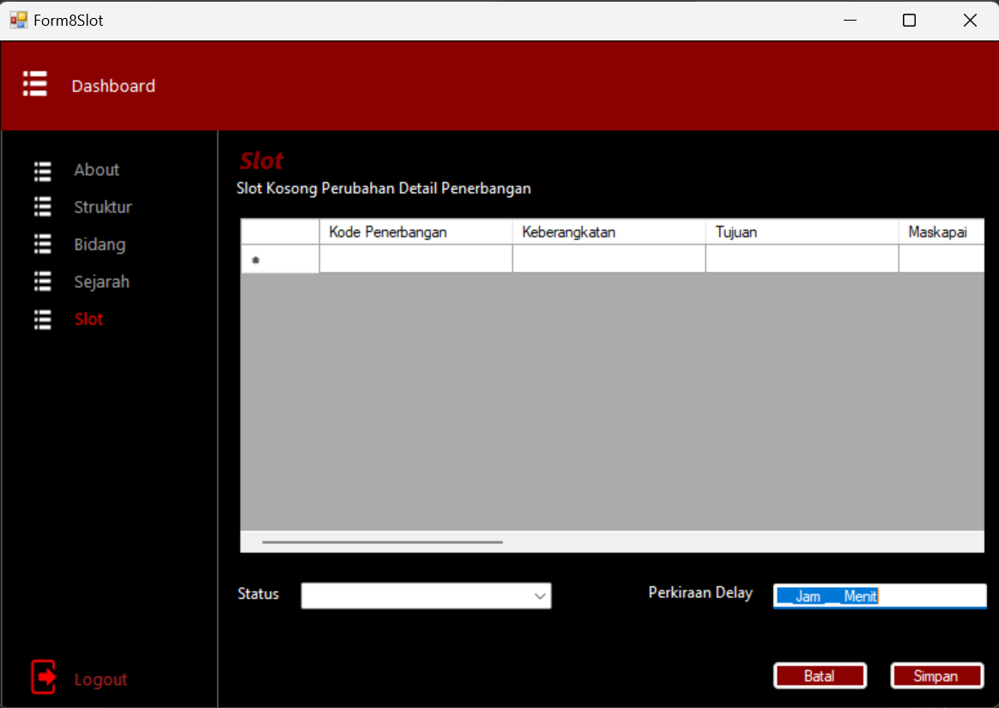 Form8Slot
Dashboard
About
Struktur
Bidang
Sejarah
Slot
Logout
Slot
Slot Kosong Perubahan Detail Penerbangan
Kode Penerbangan Keberangkatan Tujuan Maskapai
*
Status
Perkiraan Delay __Jam __Menit
Batal Simpan